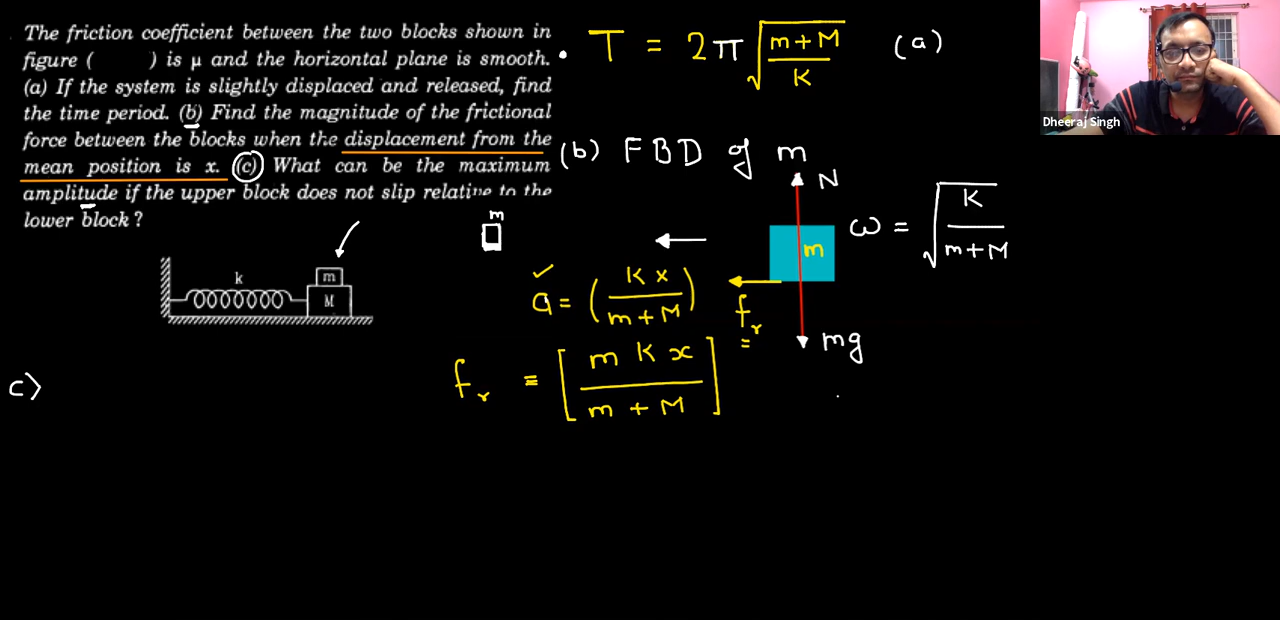 The friction coefficient between the two blocks shown in
figure ( ) is μ and the horizontal plane is smooth.
(a) If the system is slightly displaced and released, find
the time period. (b) Find the magnitude of the frictional
force between the blocks when the displacement from the
mean position is x. (c) What can be the maximum
amplitude if the upper block does not slip relative to the
lower block ?
k
m
M
m
T = 2π √((m+M)/K) (a)
(b) FBD of m
N
m
fr
mg
ω = √(K/(m+M))
a = (Kx/(m+M))
fr = [mKx/(m+M)]
c)
Dheeraj Singh